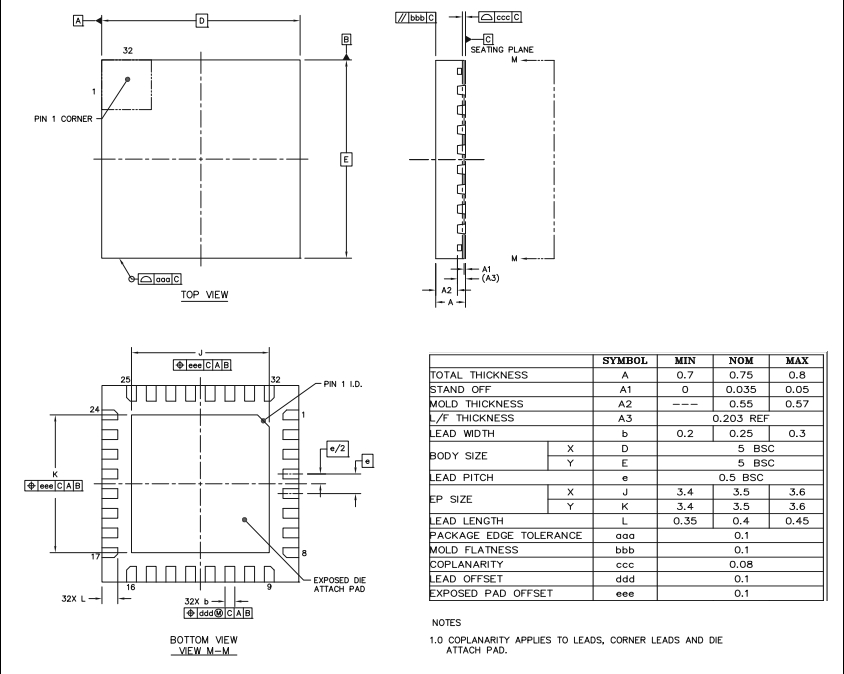 A
D
B
32
1
PIN 1 CORNER
E
aaa C
TOP VIEW
bbb C
ccc C
C
SEATING PLANE
M
M
A1
(A3)
A2
A
J
eee C A B
25
32
PIN 1 I.D.
24
1
e/2
e
K
eee C A B
17
8
16
9
EXPOSED DIE
ATTACH PAD
32X L
32X b
ddd M C A B
BOTTOM VIEW
VIEW M-M
SYMBOL MIN NOM MAX
TOTAL THICKNESS A 0.7 0.75 0.8
STAND OFF A1 0 0.035 0.05
MOLD THICKNESS A2 --- 0.55 0.57
L/F THICKNESS A3 0.203 REF
LEAD WIDTH b 0.2 0.25 0.3
BODY SIZE X D 5 BSC
Y E 5 BSC
LEAD PITCH e 0.5 BSC
EP SIZE X J 3.4 3.5 3.6
Y K 3.4 3.5 3.6
LEAD LENGTH L 0.35 0.4 0.45
PACKAGE EDGE TOLERANCE aaa 0.1
MOLD FLATNESS bbb 0.1
COPLANARITY ccc 0.08
LEAD OFFSET ddd 0.1
EXPOSED PAD OFFSET eee 0.1
NOTES
1.0 COPLANARITY APPLIES TO LEADS, CORNER LEADS AND DIE
ATTACH PAD.